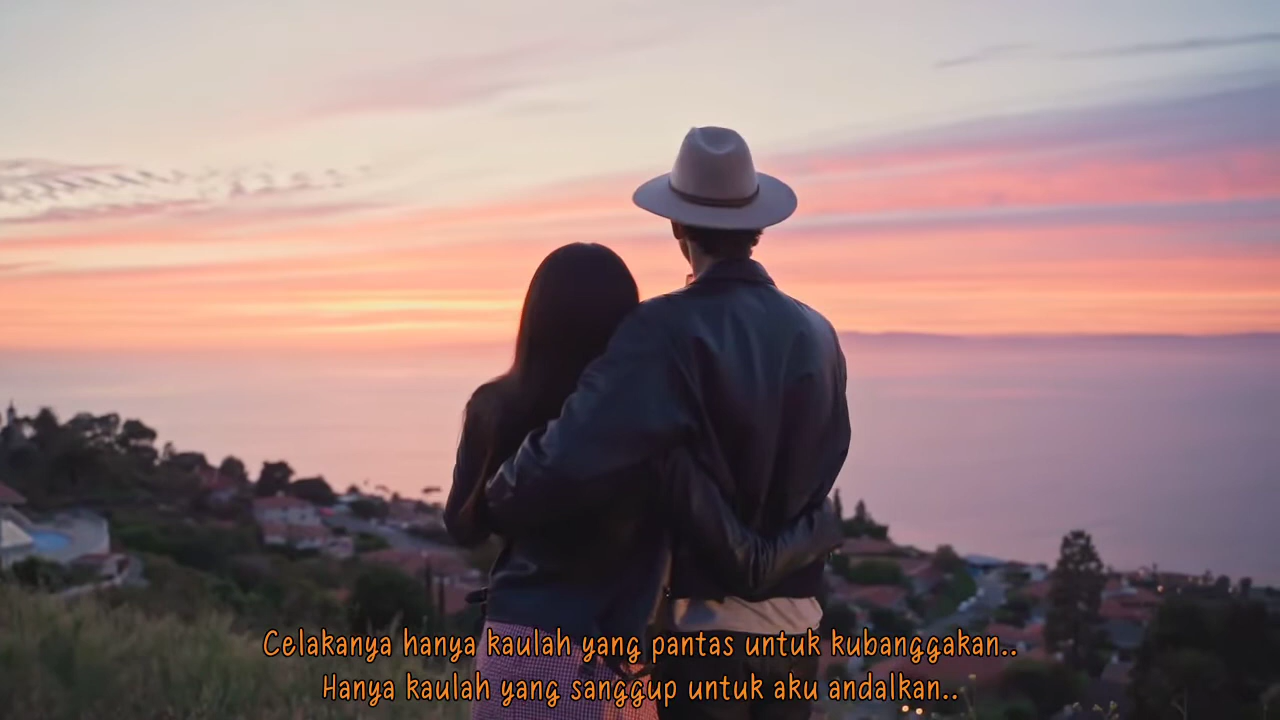 Celakanya hanya kaulah yang pantas untuk kubanggakan..
Hanya kaulah yang sanggup untuk aku andalkan..